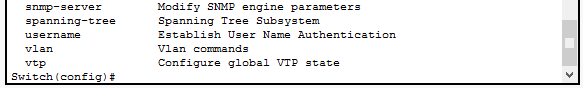 snmp-server Modify SNMP engine parameters
spanning-tree Spanning Tree Subsystem
username Establish User Name Authentication
vlan Vlan commands
vtp Configure global VTP state
Switch(config)#